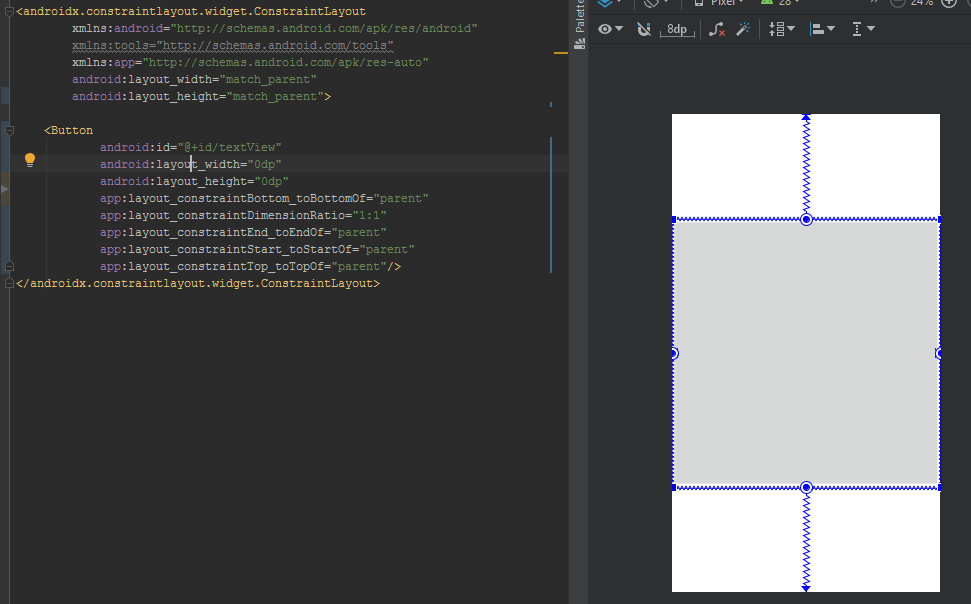 <androidx.constraintlayout.widget.ConstraintLayout
xmlns:android="http://schemas.android.com/apk/res/android"
xmlns:tools="http://schemas.android.com/tools"
xmlns:app="http://schemas.android.com/apk/res-auto"
android:layout_width="match_parent"
android:layout_height="match_parent">
<Button
android:id="@+id/textView"
android:layout_width="0dp"
android:layout_height="0dp"
app:layout_constraintBottom_toBottomOf="parent"
app:layout_constraintDimensionRatio="1:1"
app:layout_constraintEnd_toEndOf="parent"
app:layout_constraintStart_toStartOf="parent"
app:layout_constraintTop_toTopOf="parent"/>
</androidx.constraintlayout.widget.ConstraintLayout>
Palette
Pixel
28
24%
8dp